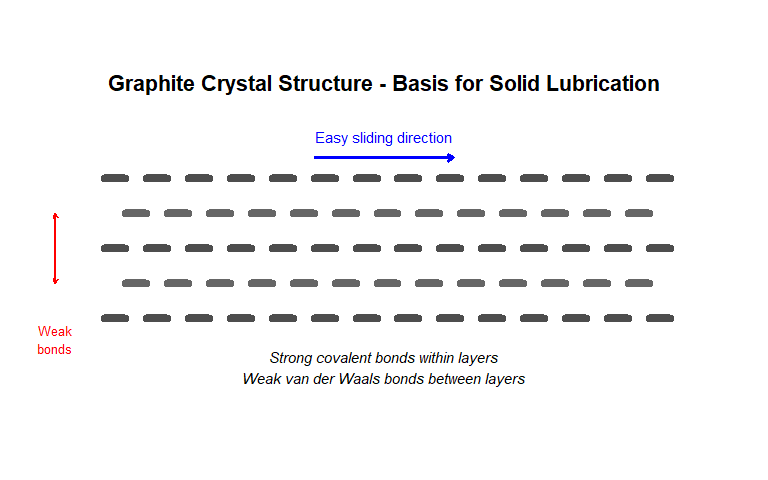 Graphite Crystal Structure - Basis for Solid Lubrication
Easy sliding direction
Weak
bonds
Strong covalent bonds within layers
Weak van der Waals bonds between layers